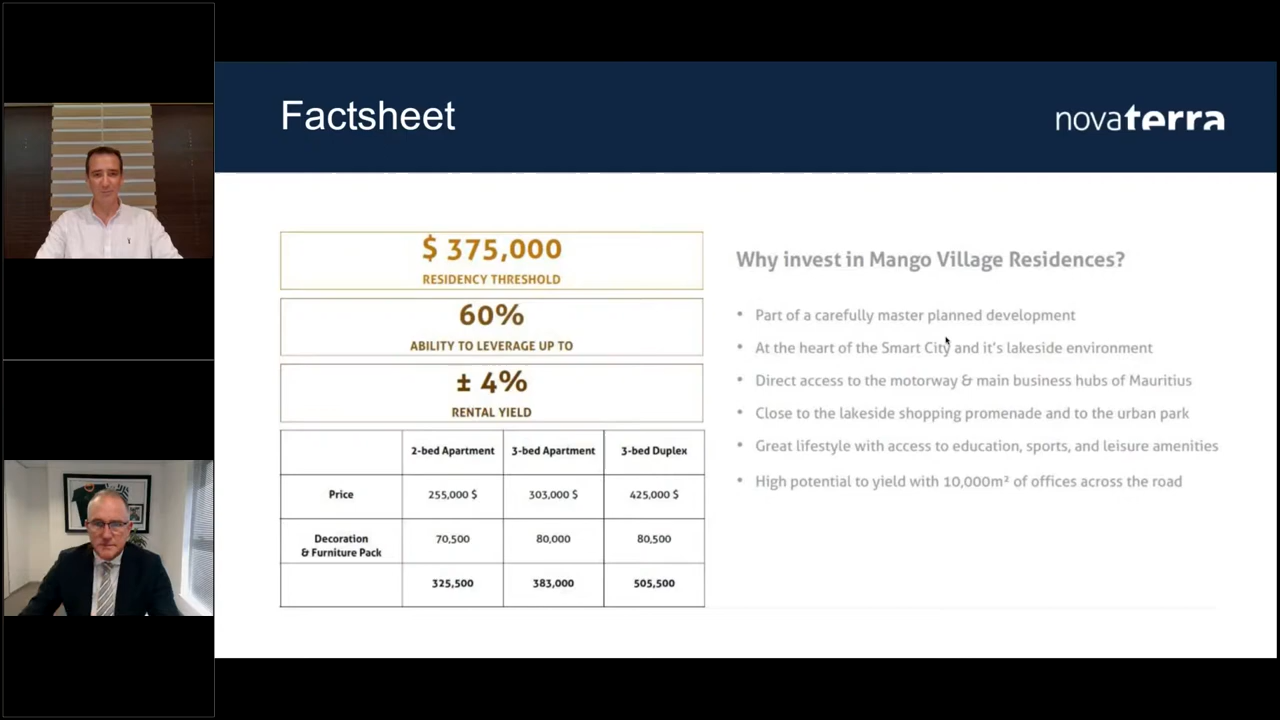 Factsheet
novaterra
$ 375,000
RESIDENCY THRESHOLD
60%
ABILITY TO LEVERAGE UP TO
± 4%
RENTAL YIELD
2-bed Apartment 3-bed Apartment 3-bed Duplex
Price 255,000 $ 303,000 $ 425,000 $
Decoration
& Furniture Pack 70,500 80,000 80,500
325,500 383,000 505,500
Why invest in Mango Village Residences?
• Part of a carefully master planned development
• At the heart of the Smart City and it's lakeside environment
• Direct access to the motorway & main business hubs of Mauritius
• Close to the lakeside shopping promenade and to the urban park
• Great lifestyle with access to education, sports, and leisure amenities
• High potential to yield with 10,000m² of offices across the road